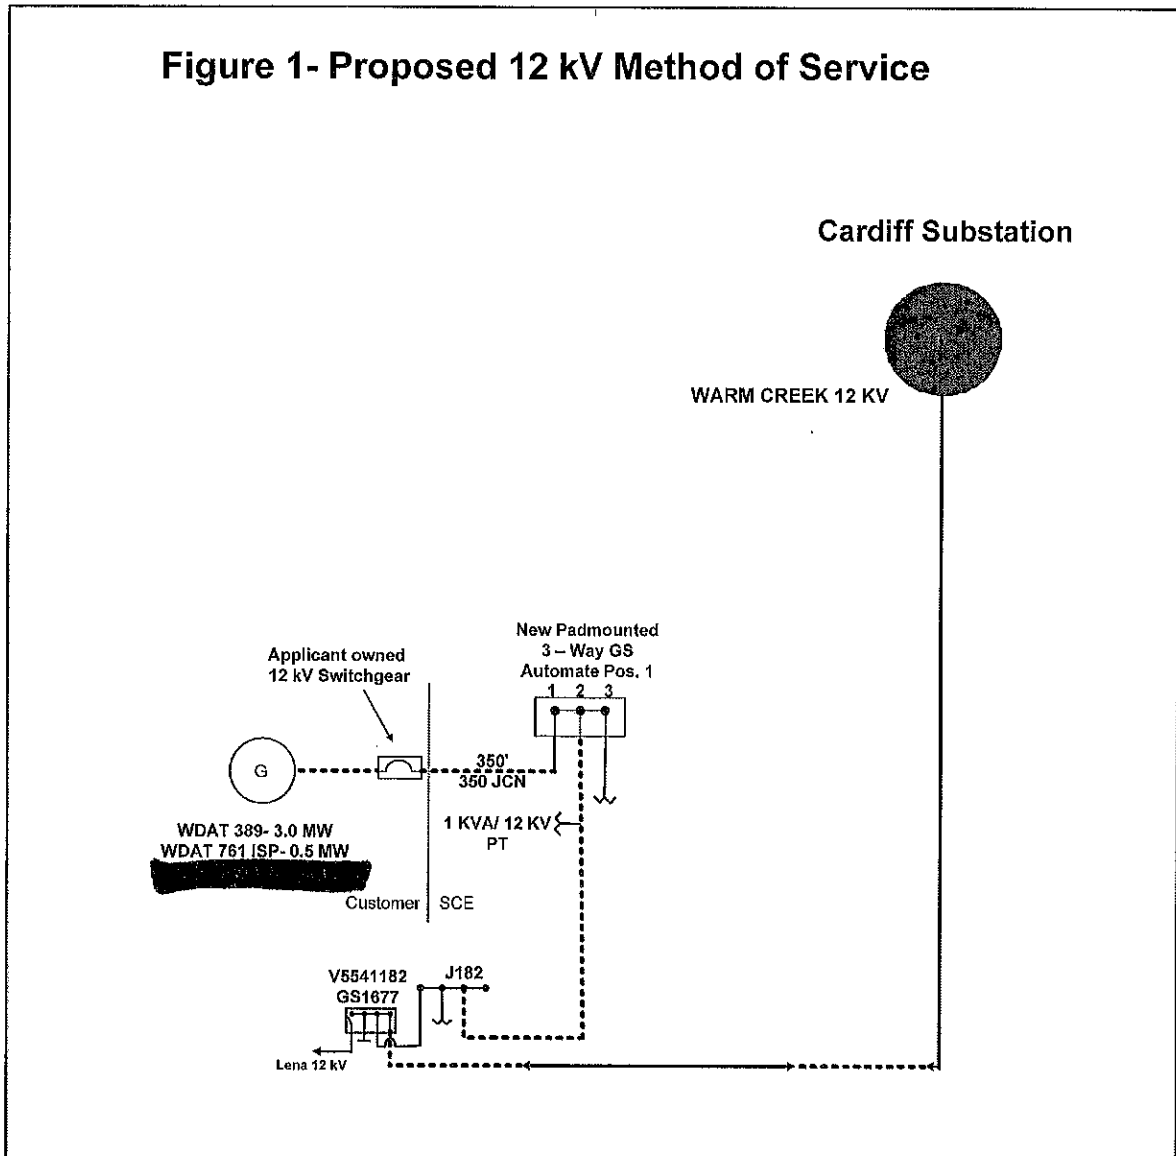 Figure 1- Proposed 12 kV Method of Service
Cardiff Substation
WARM CREEK 12 KV
New Padmounted
3 – Way GS
Automate Pos. 1
1 2 3
Applicant owned
12 kV Switchgear
G
350'
350 JCN
1 KVA/ 12 KV
PT
WDAT 389- 3.0 MW
WDAT 761 ISP- 0.5 MW
Customer
SCE
V5541182
GS1677
J182
Lena 12 kV